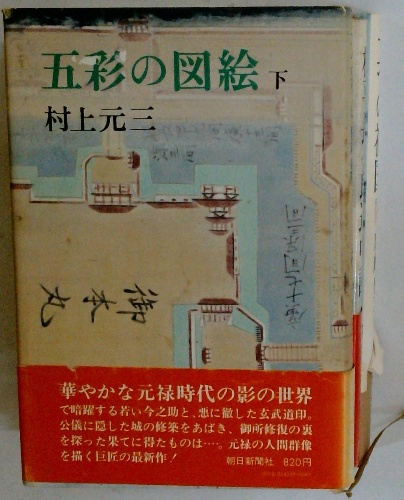 五彩の図絵 下
村上元三
御本丸
華やかな元禄時代の影の世界
で暗躍する若い今之助と、悪に徹した玄武道印。
公儀に隠した城の修築をあばき、御所修復の裏
を探った果てに得たものは‥‥。元禄の人間群像
を描く巨匠の最新作!
朝日新聞社 820円